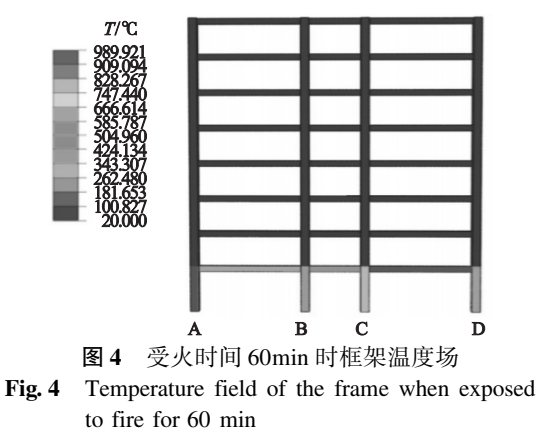 T/℃
989.921
909.094
828.267
747.440
666.614
585.787
504.960
424.134
343.307
262.480
181.653
100.827
20.000
A B C D
图 4 受火时间 60min 时框架温度场
Fig. 4 Temperature field of the frame when exposed
to fire for 60 min